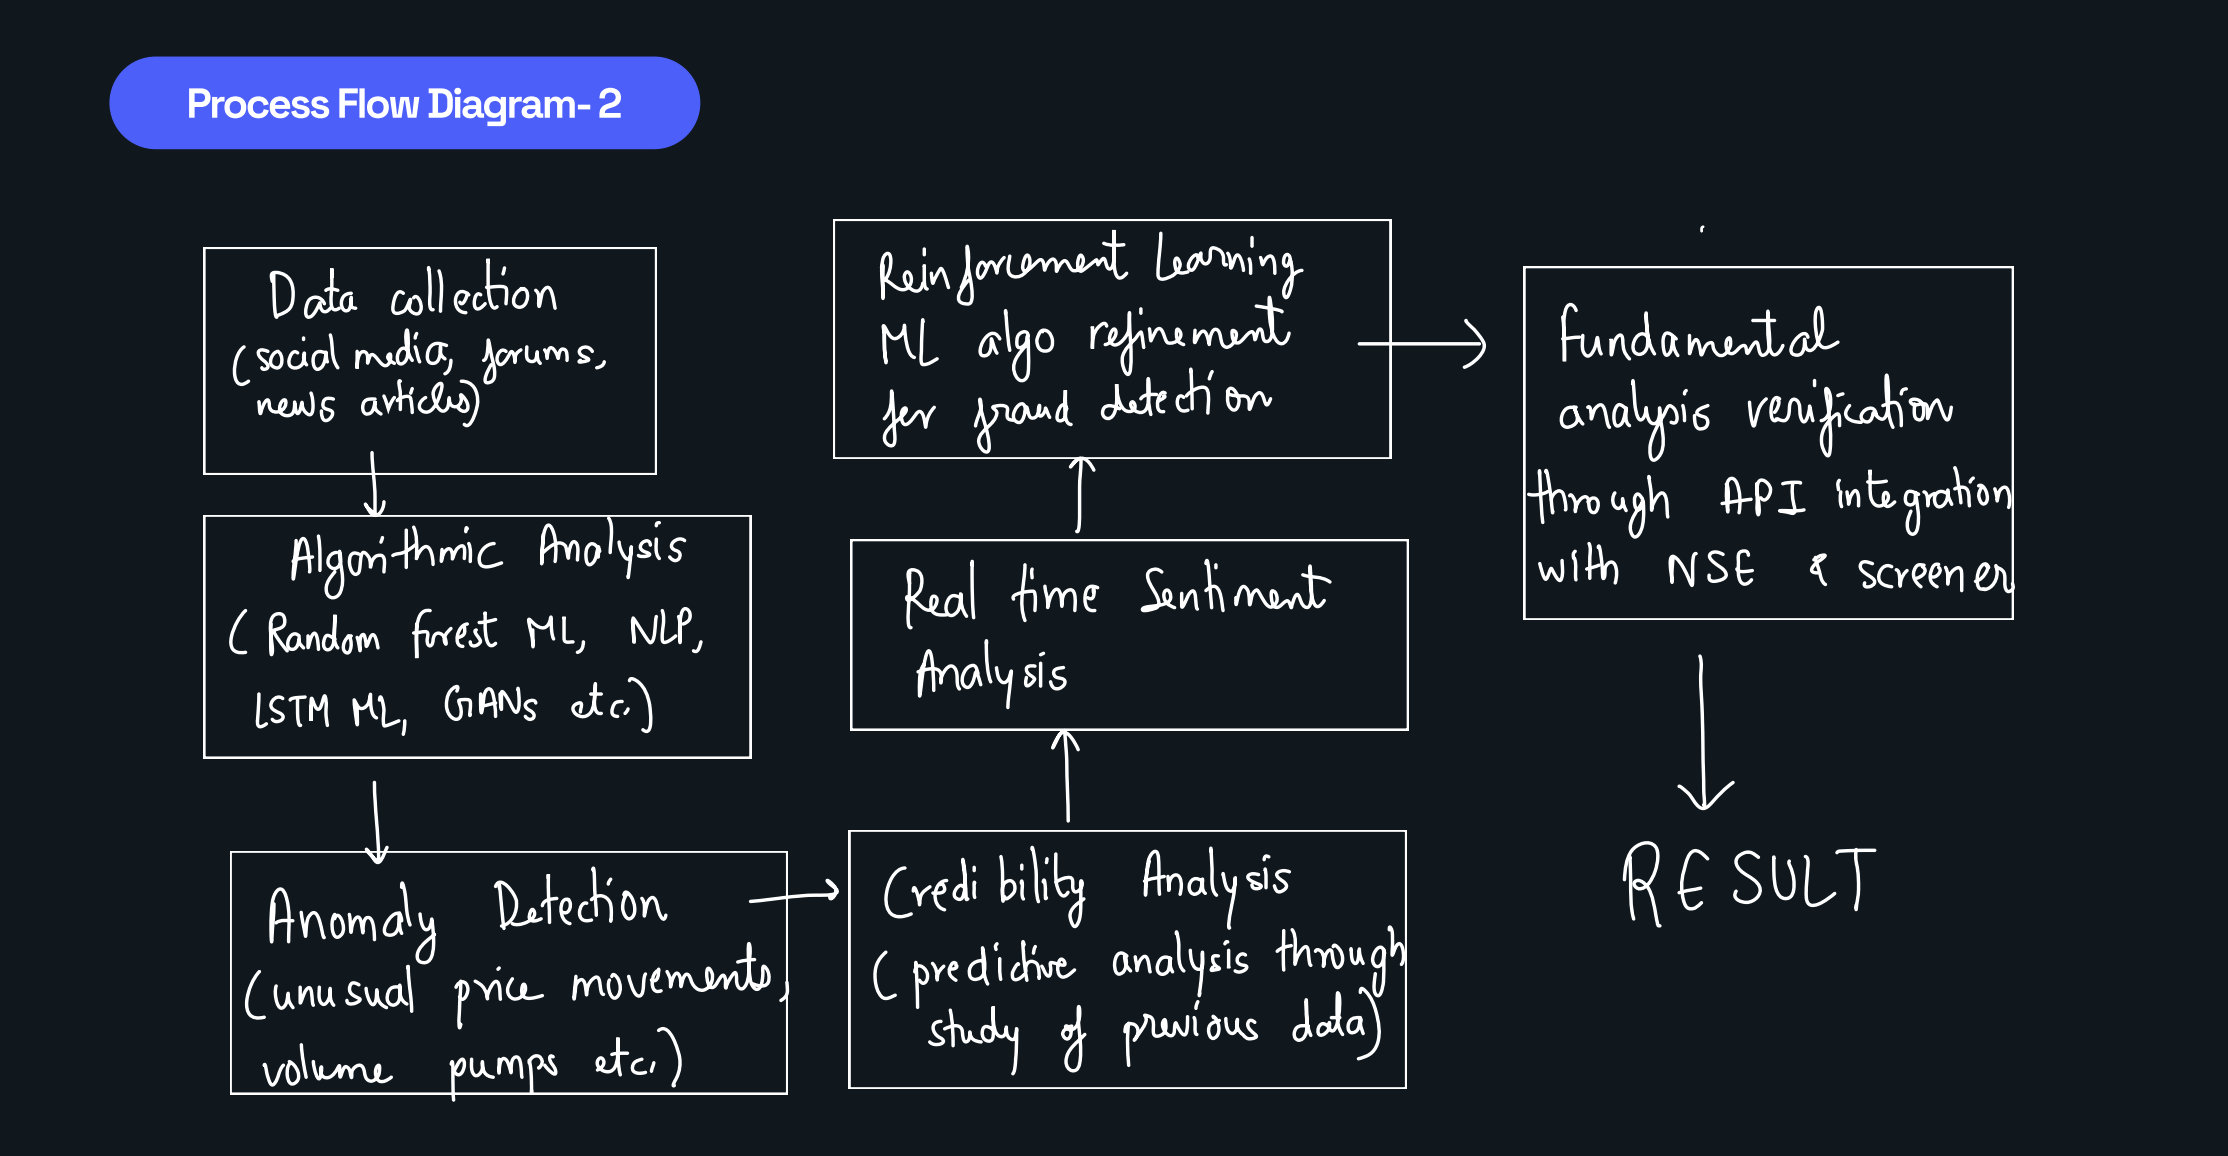 Process Flow Diagram- 2
Data collection
(social media, forums,
news articles)
Algorithmic Analysis
(Random forest ML, NLP,
LSTM ML, GANs etc.)
Anomaly Detection
(unusual price movements,
volume pumps etc.)
Credibility Analysis
(predictive analysis through
study of previous data)
Real time Sentiment
Analysis
Reinforcement Learning
ML algo refinement
for fraud detection
Fundamental
analysis verification
through API integration
with NSE & screener
RESULT